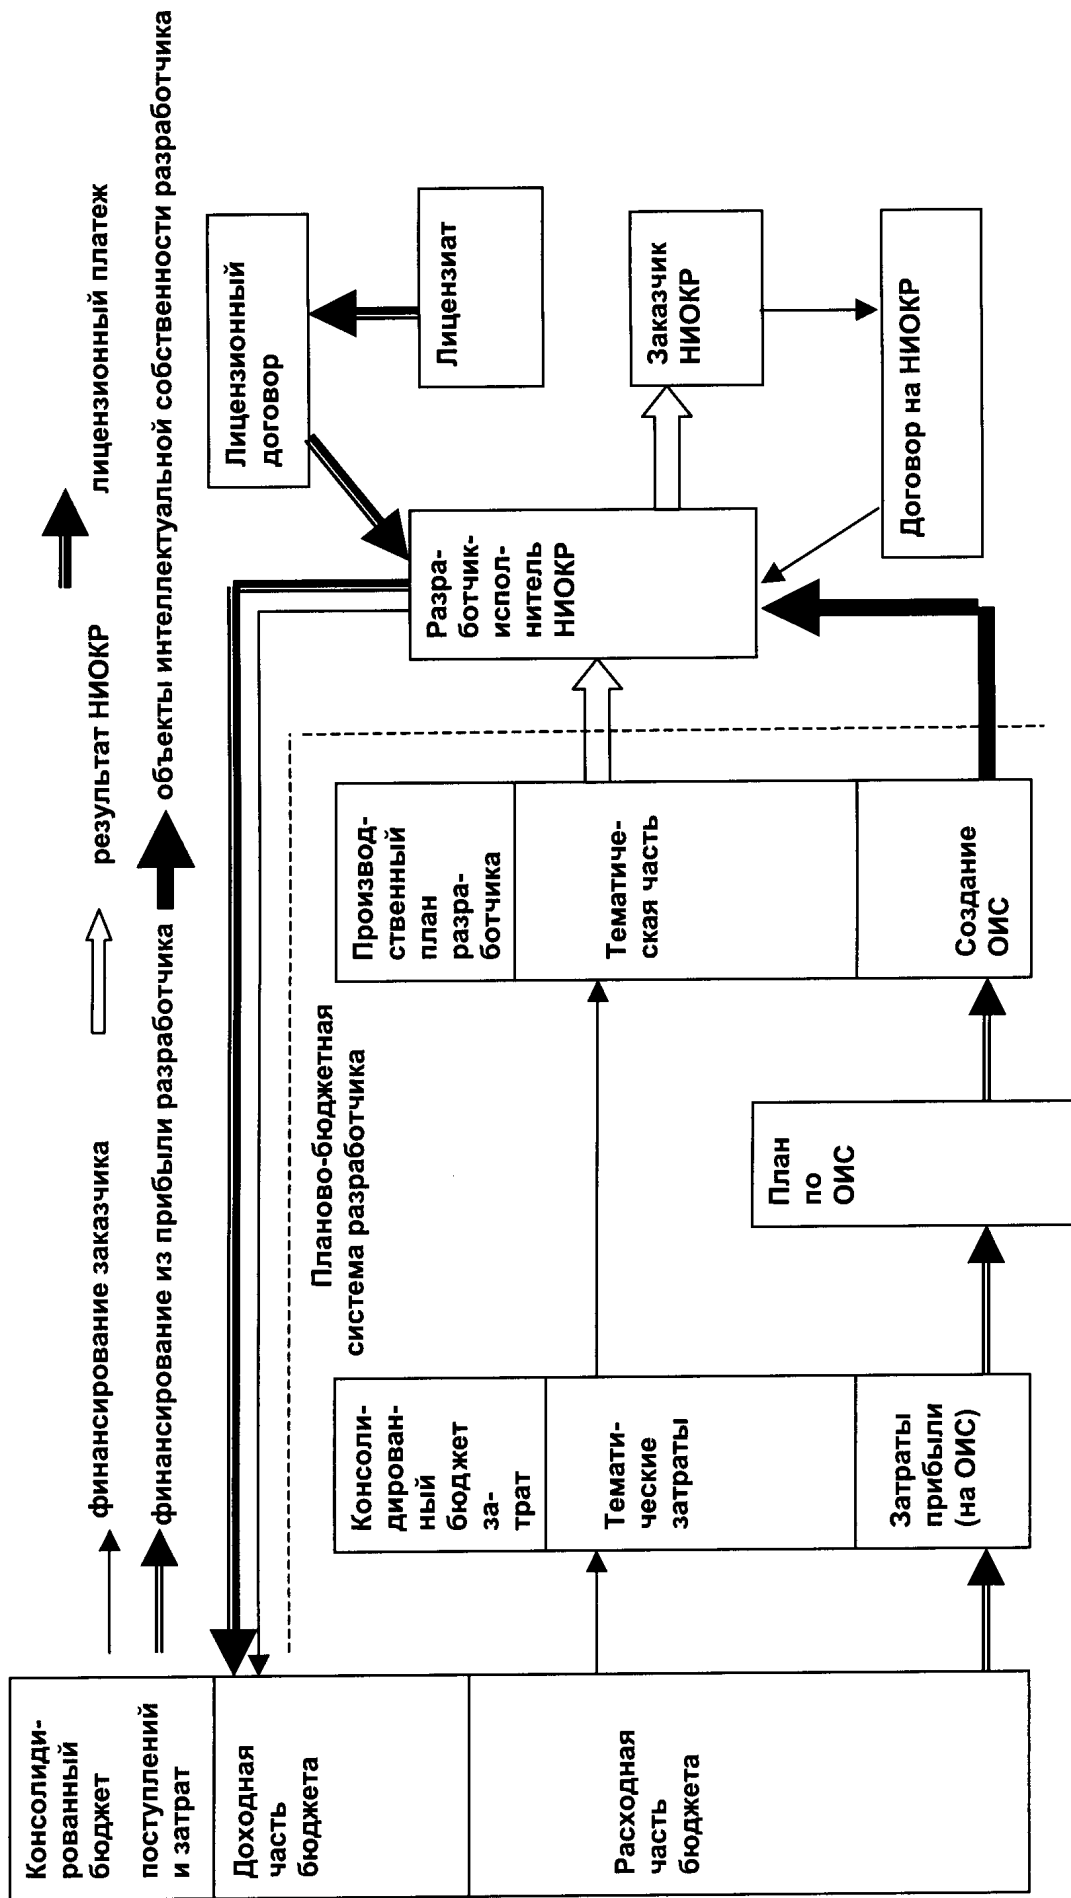 финансирование заказчика
результат НИОКР
лицензионный платеж
финансирование из прибыли разработчика
объекты интеллектуальной собственности разработчика
Консолиди-
рованный
бюджет
поступлений
и затрат
Доходная
часть
бюджета
Расходная
часть
бюджета
Планово-бюджетная
система разработчика
Консоли-
дирован-
ный
бюджет
за-
трат
Темати-
ческие
затраты
Затраты
прибыли
(на ОИС)
План
по
ОИС
Производ-
ственный
план
разра-
ботчика
Тематиче-
ская часть
Создание
ОИС
Разра-
ботчик-
испол-
нитель
НИОКР
Лицензионный
договор
Лицензиат
Заказчик
НИОКР
Договор на НИОКР